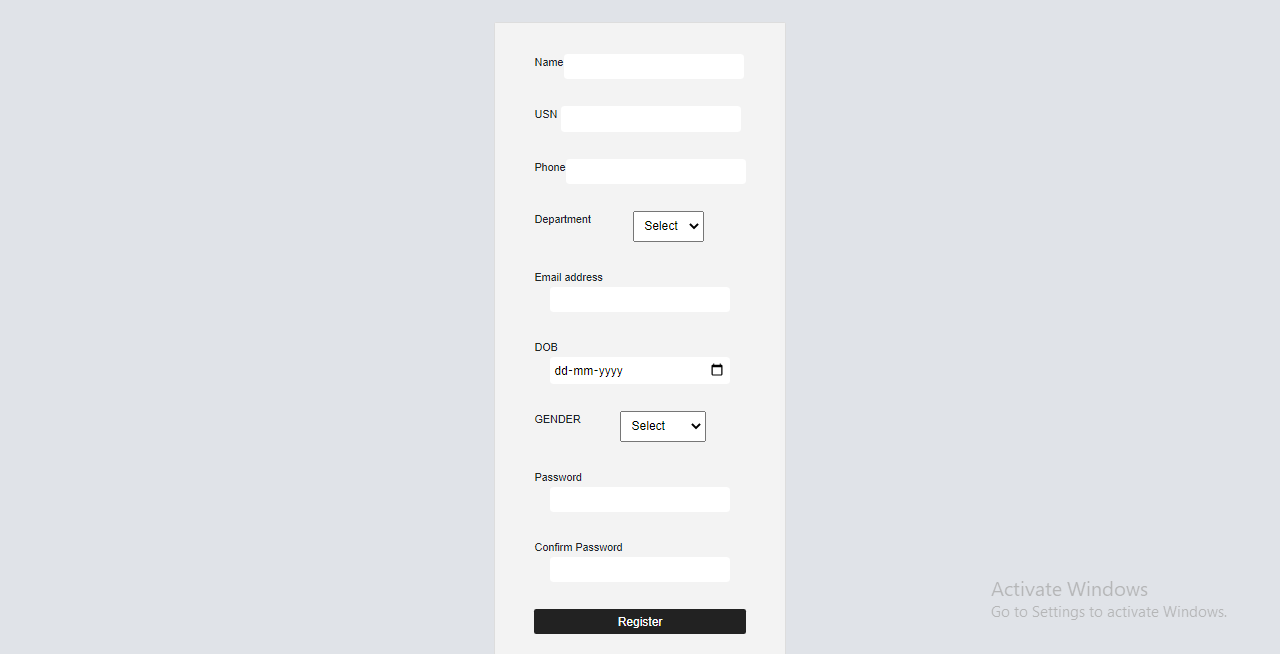 Name
USN
Phone
Department Select
Email address
DOB
dd-mm-yyyy
GENDER Select
Password
Confirm Password
Register
Activate Windows
Go to Settings to activate Windows.